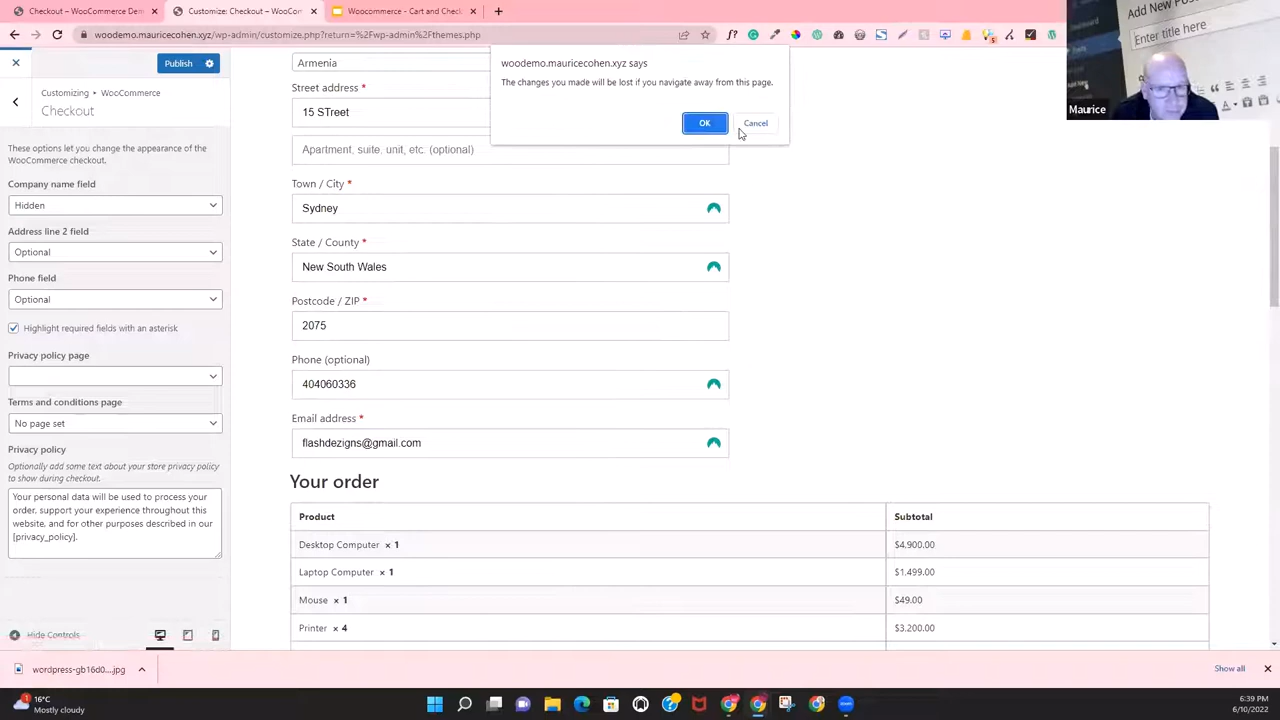 Checkout – WooCommerce Der
Customize: Checkout – WooCom
Woocommerce - Cart and Check
woodemo.mauricecohen.xyz/wp-admin/customize.php?return=%2Fwp-admin%2Fthemes.php
Add New Post
Enter title here
Maurice
woodemo.mauricecohen.xyz says
The changes you made will be lost if you navigate away from this page.
OK
Cancel
Publish
Customizing ▸ WooCommerce
Checkout
These options let you change the appearance of the
WooCommerce checkout.
Company name field
Hidden
Address line 2 field
Optional
Phone field
Optional
Highlight required fields with an asterisk
Privacy policy page
Terms and conditions page
No page set
Privacy policy
Optionally add some text about your store privacy policy
to show during checkout.
Your personal data will be used to process your
order, support your experience throughout this
website, and for other purposes described in our
[privacy_policy].
Hide Controls
Armenia
Street address *
15 STreet
Apartment, suite, unit, etc. (optional)
Town / City *
Sydney
State / County *
New South Wales
Postcode / ZIP *
2075
Phone (optional)
404060336
Email address *
flashdezigns@gmail.com
Your order
Product
Subtotal
Desktop Computer × 1
$4,900.00
Laptop Computer × 1
$1,499.00
Mouse × 1
$49.00
Printer × 4
$3,200.00
wordpress-gb16d0....jpg
Show all
16°C
Mostly cloudy
6:39 PM
6/10/2022